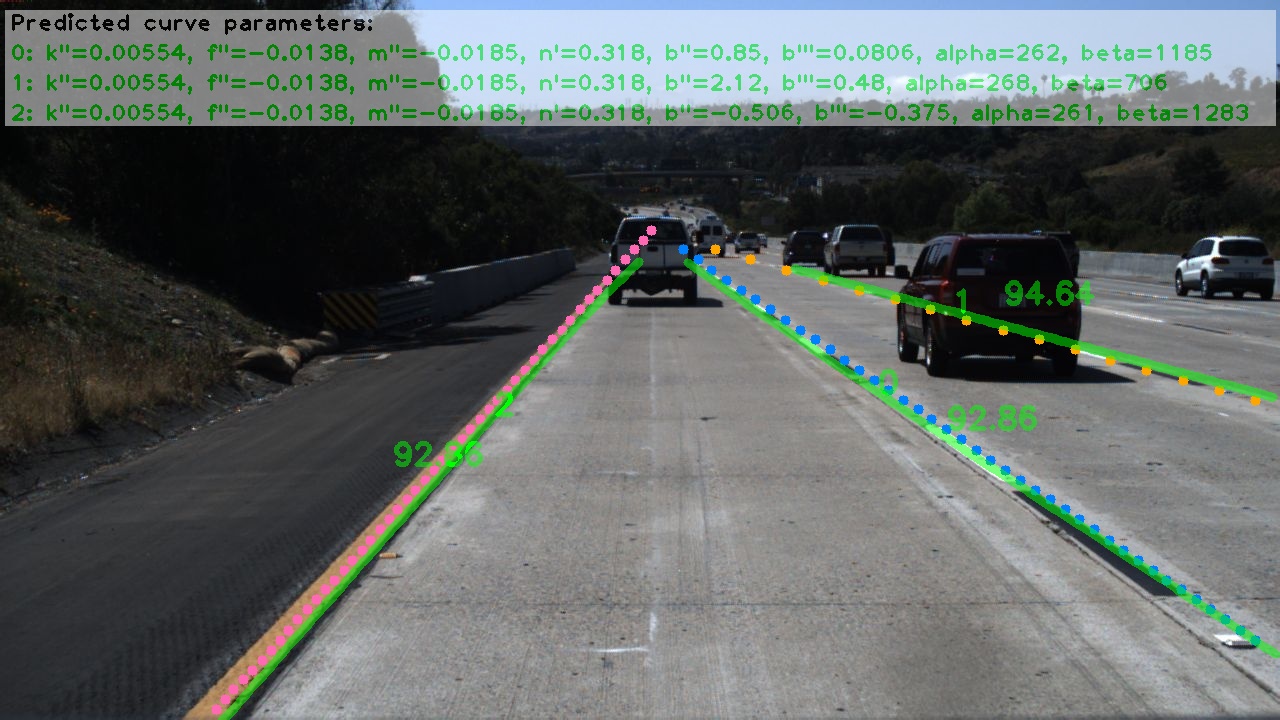 Predicted curve parameters:
0: k''=0.00554, f''=-0.0138, m''=-0.0185, n'=0.318, b''=0.85, b'''=0.0806, alpha=262, beta=1185
1: k''=0.00554, f''=-0.0138, m''=-0.0185, n'=0.318, b''=2.12, b'''=0.48, alpha=268, beta=706
2: k''=0.00554, f''=-0.0138, m''=-0.0185, n'=0.318, b''=-0.506, b'''=-0.375, alpha=261, beta=1283
1 94.64
0
92.86
2
92.86